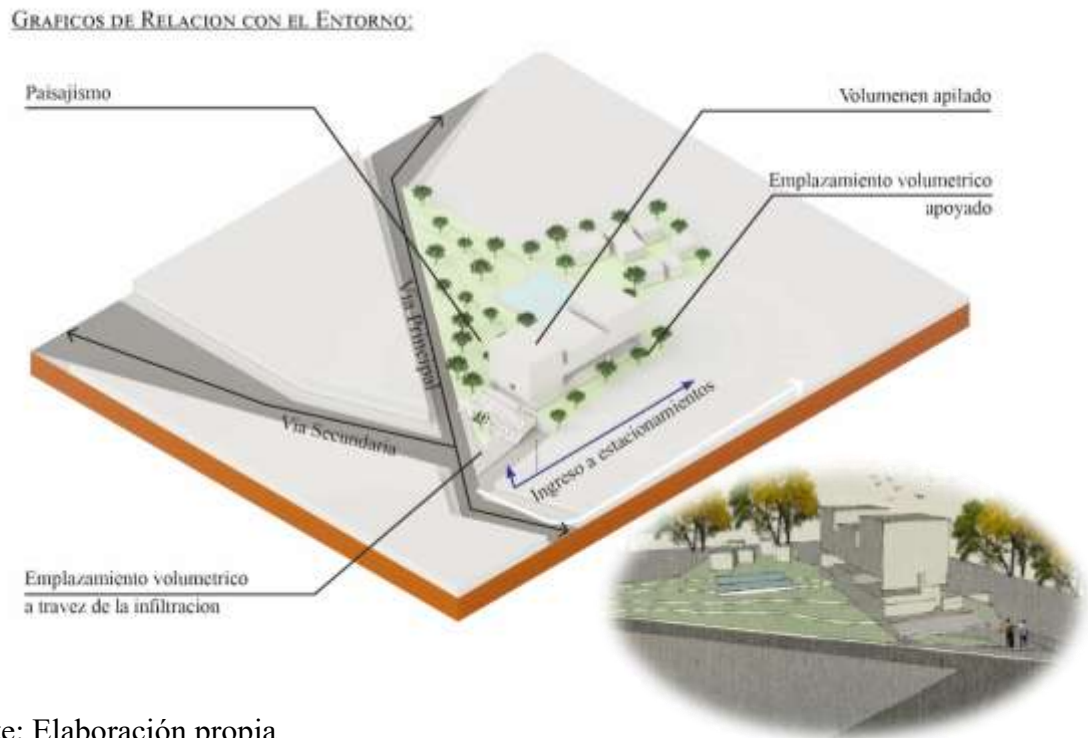 GRAFICOS DE RELACION CON EL ENTORNO:
Paisajismo
Volumenen apilado
Emplazamiento volumetrico
apoyado
Via Principal
Via Secundaria
Ingreso a estacionamientos
Emplazamiento volumetrico
a travez de la infiltracion
te: Elaboración propia